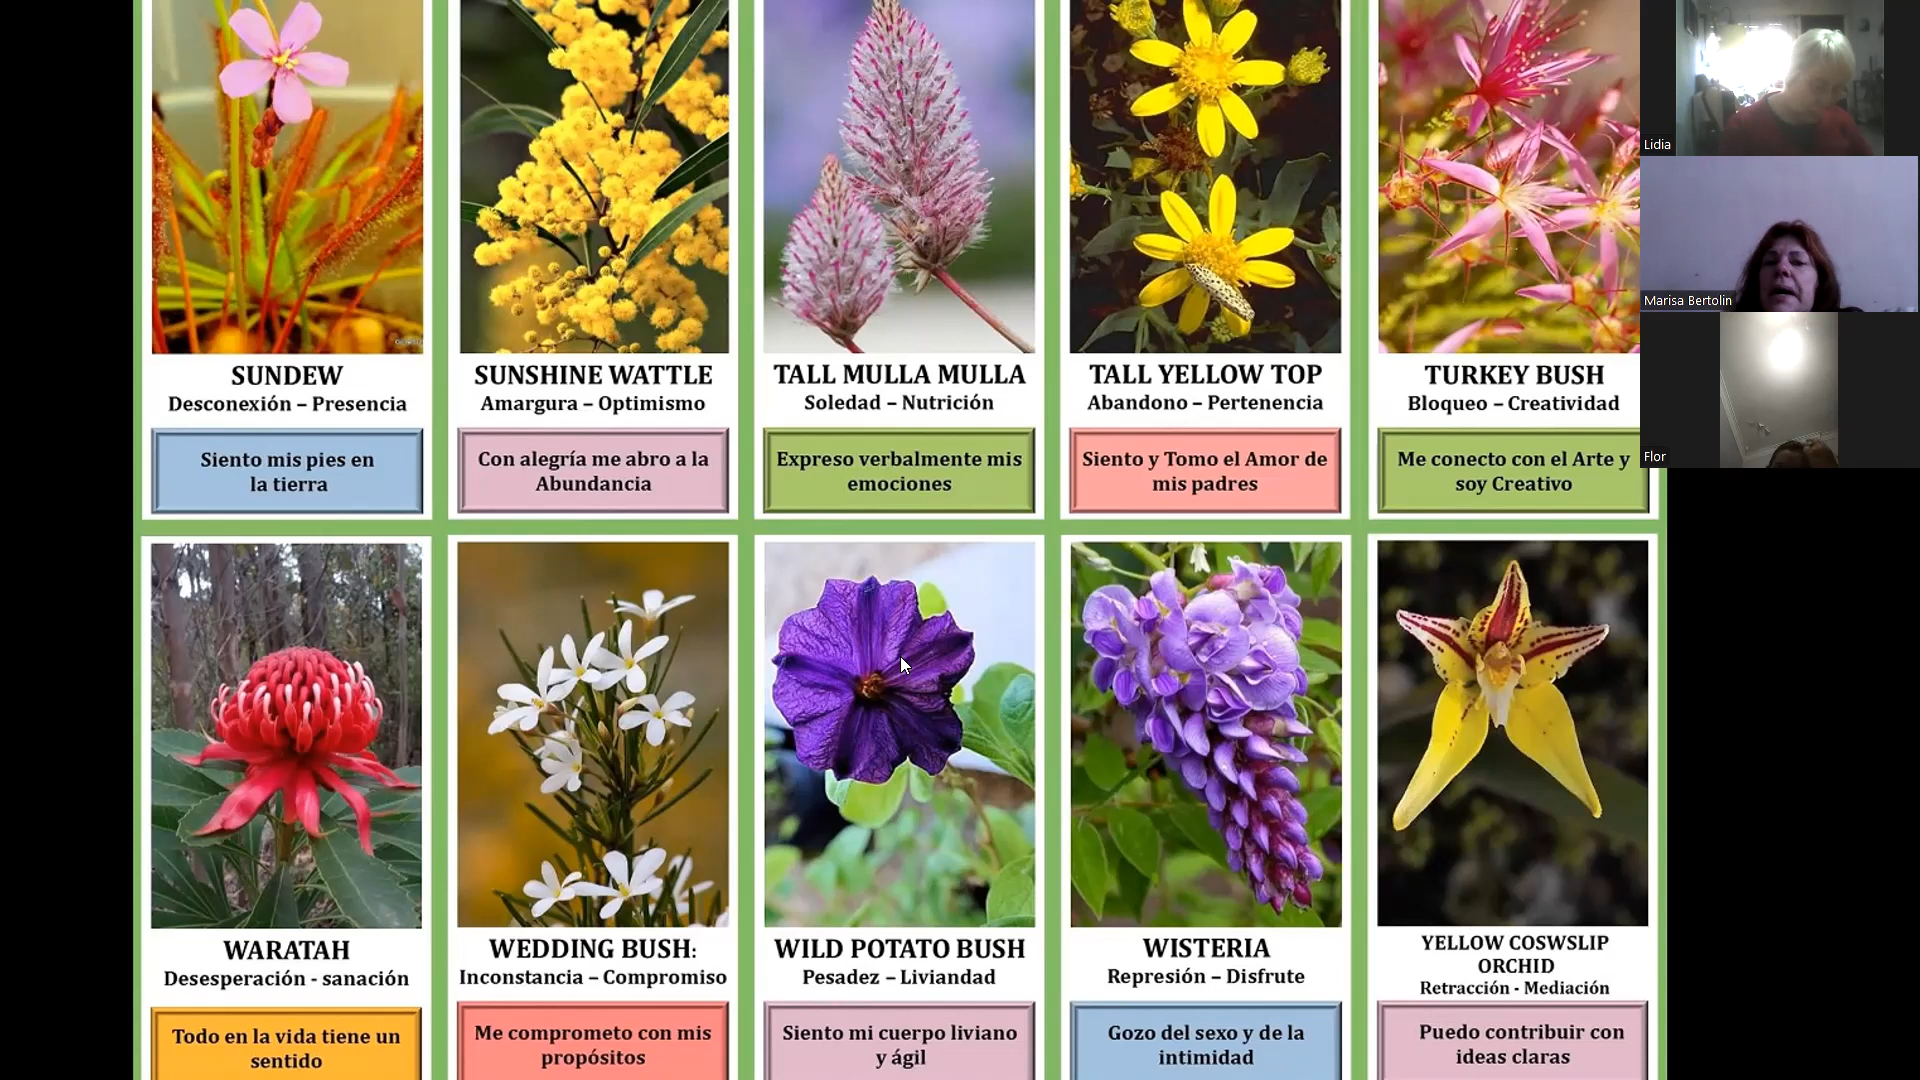 SUNDEW
Desconexión – Presencia
Siento mis pies en
la tierra
SUNSHINE WATTLE
Amargura – Optimismo
Con alegría me abro a la
Abundancia
TALL MULLA MULLA
Soledad – Nutrición
Expreso verbalmente mis
emociones
TALL YELLOW TOP
Abandono – Pertenencia
Siento y Tomo el Amor de
mis padres
TURKEY BUSH
Bloqueo – Creatividad
Me conecto con el Arte y
soy Creativo
WARATAH
Desesperación - sanación
Todo en la vida tiene un
sentido
WEDDING BUSH:
Inconstancia – Compromiso
Me comprometo con mis
propósitos
WILD POTATO BUSH
Pesadez – Liviandad
Siento mi cuerpo liviano
y ágil
WISTERIA
Represión – Disfrute
Gozo del sexo y de la
intimidad
YELLOW COSWSLIP
ORCHID
Retracción - Mediación
Puedo contribuir con
ideas claras
Lidia
Marisa Bertolin
Flor